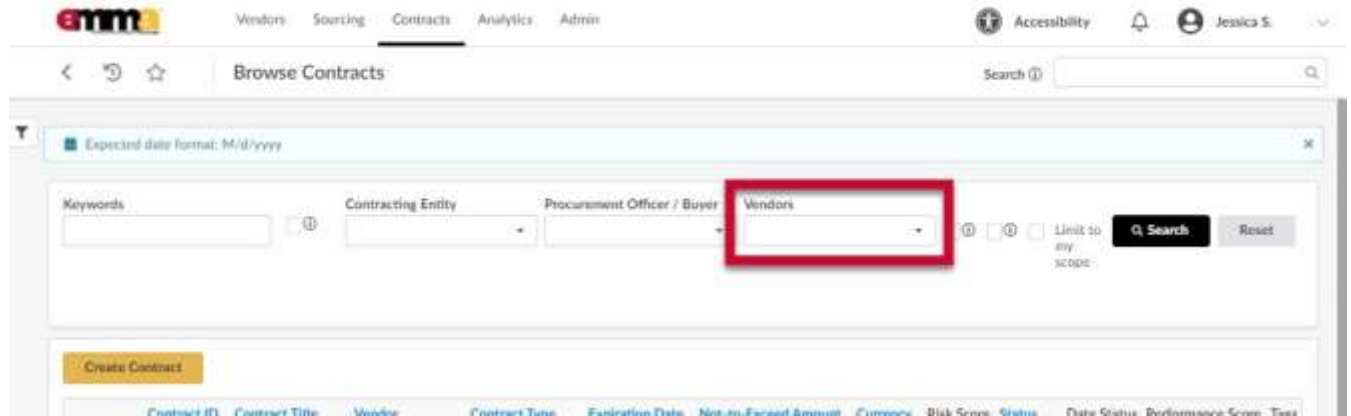 emma Vendors Sourcing Contracts Analytics Admin Accessibility Jessica S.
Browse Contracts Search
Expected date format: M/d/yyyy
Keywords Contracting Entity Procurement Officer / Buyer Vendors
Limit to my scope
Search Reset
Create Contract
Contract ID Contract Title Vendor Contract Type Expiration Date Not-to-Exceed Amount Currency Risk Score Status Date Status Performance Score Tags